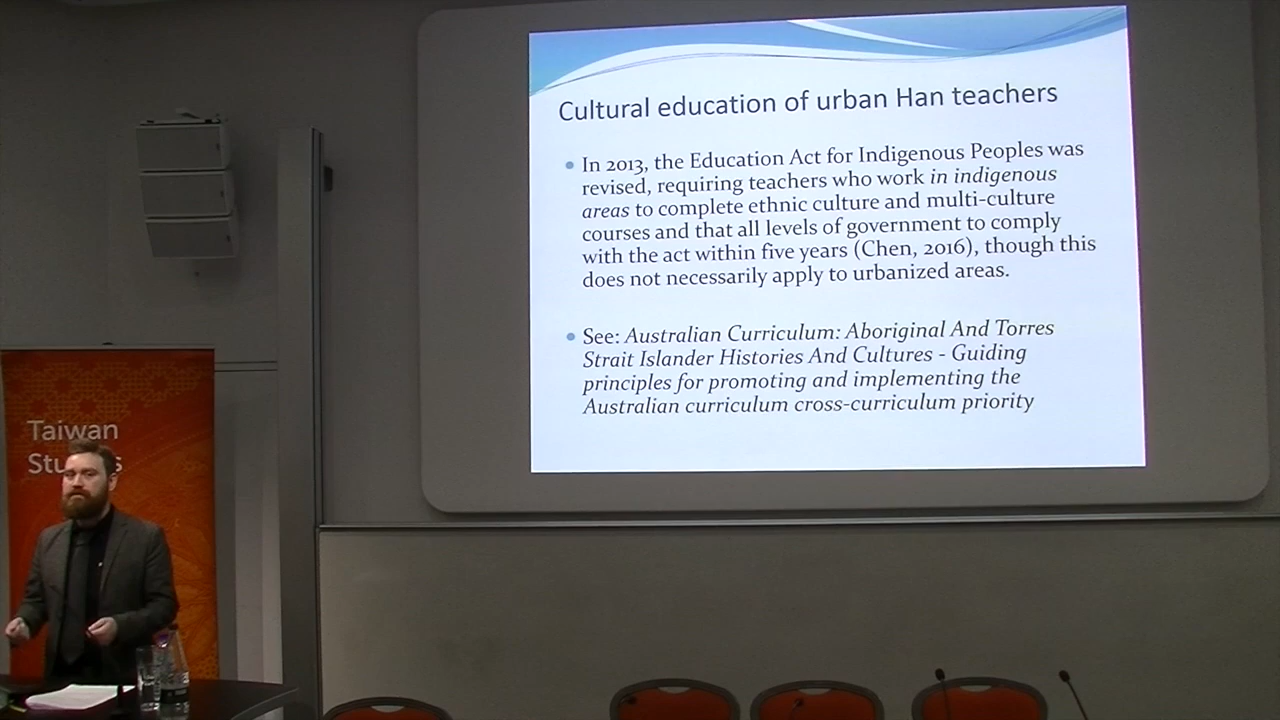 Cultural education of urban Han teachers
In 2013, the Education Act for Indigenous Peoples was
revised, requiring teachers who work in indigenous
areas to complete ethnic culture and multi-culture
courses and that all levels of government to comply
with the act within five years (Chen, 2016), though this
does not necessarily apply to urbanized areas.
See: Australian Curriculum: Aboriginal And Torres
Strait Islander Histories And Cultures - Guiding
principles for promoting and implementing the
Australian curriculum cross-curriculum priority
Taiwan